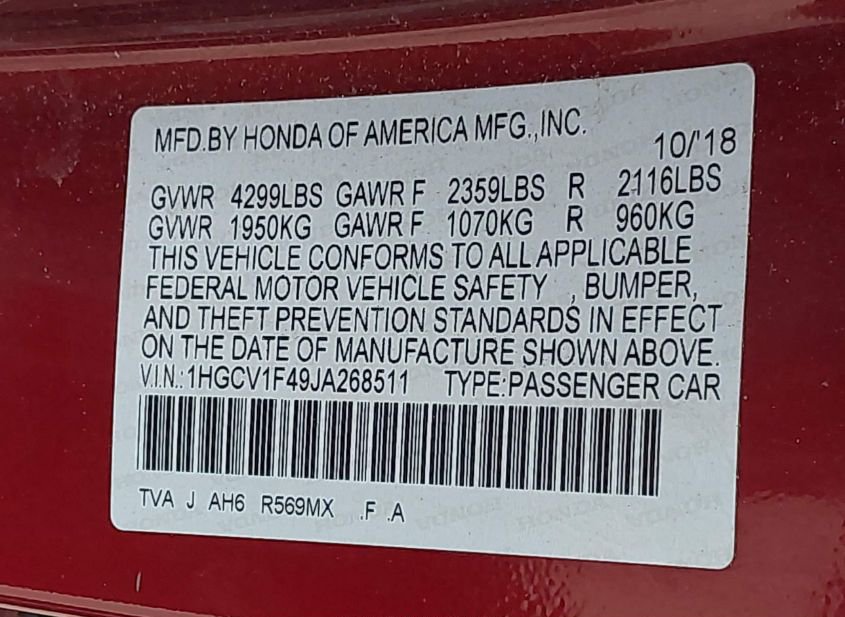 MFD.BY HONDA OF AMERICA MFG.,INC.
10/'18
GVWR 4299LBS GAWR F 2359LBS R 2116LBS
GVWR 1950KG GAWR F 1070KG R 960KG
THIS VEHICLE CONFORMS TO ALL APPLICABLE
FEDERAL MOTOR VEHICLE SAFETY , BUMPER,
AND THEFT PREVENTION STANDARDS IN EFFECT
ON THE DATE OF MANUFACTURE SHOWN ABOVE.
V.I.N.:1HGCV1F49JA268511 TYPE:PASSENGER CAR
TVA J AH6 R569MX .F .A